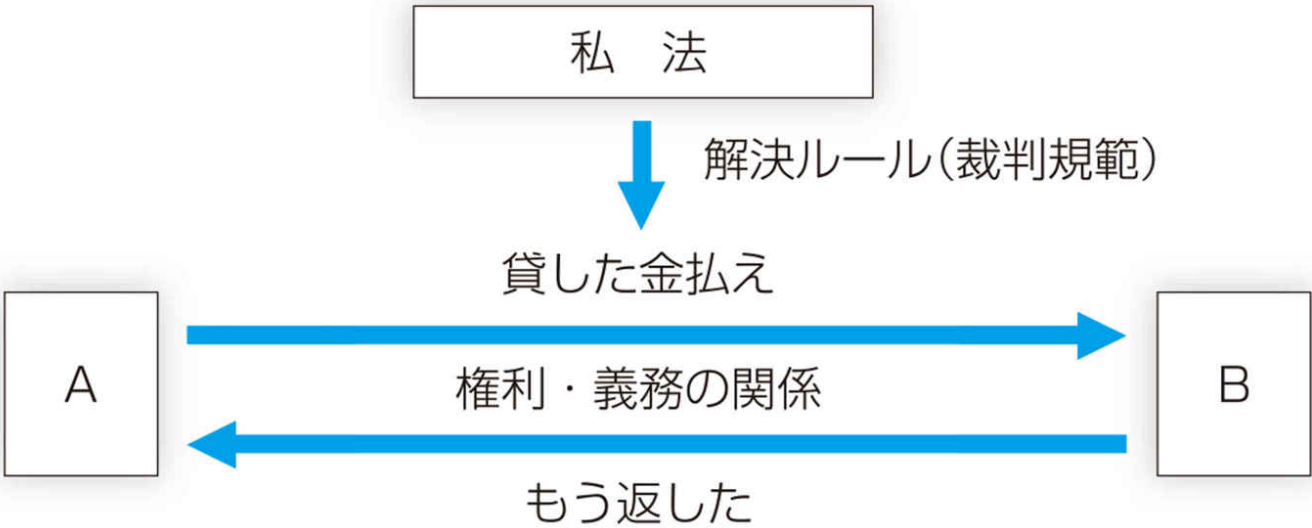 私 法
解決ルール(裁判規範)
貸した金払え
A
権利・義務の関係
B
もう返した